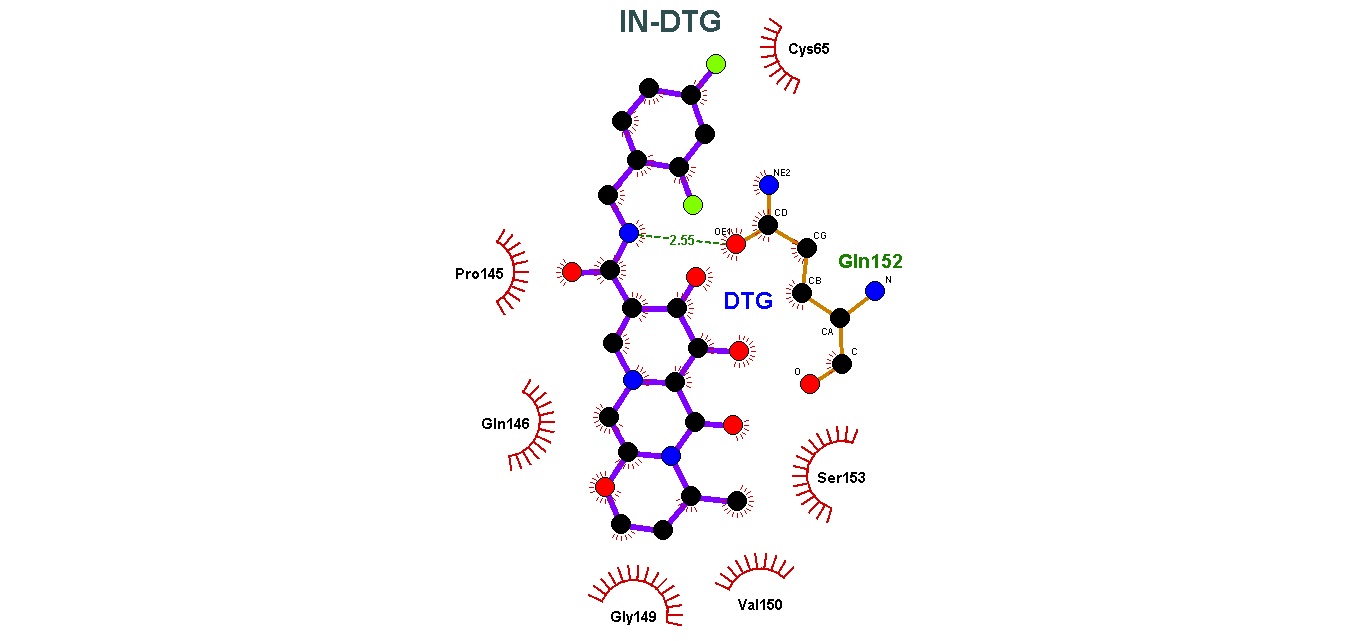 IN-DTG
Cys65
NE2
CD
OE1
CG
2.55
Gln152
Pro145
CB
N
DTG
CA
C
O
Gln146
Ser153
Val150
Gly149